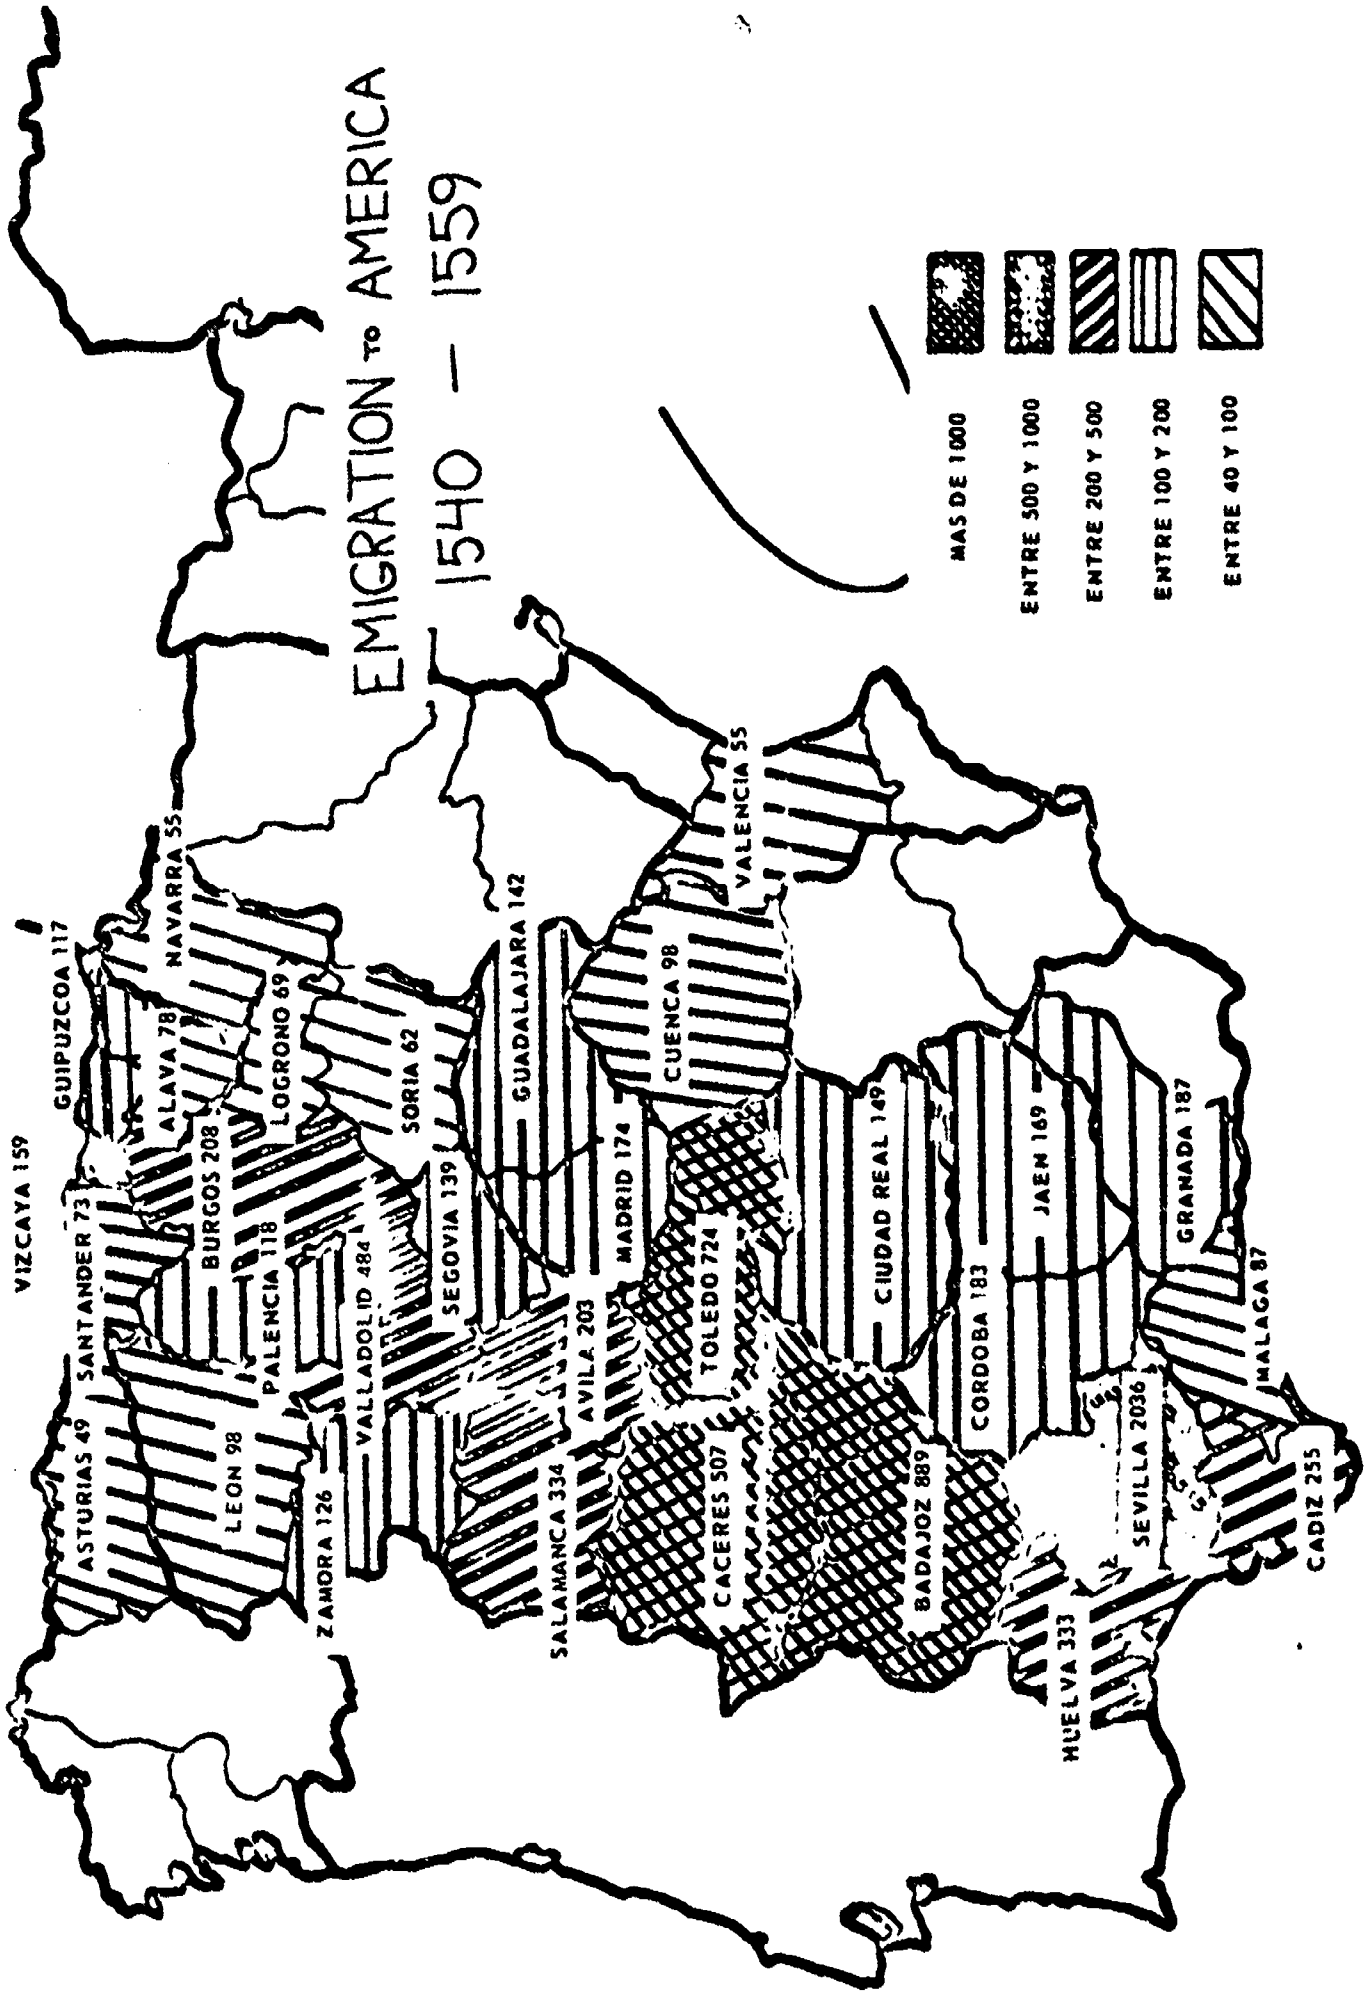 EMIGRATION TO AMERICA
1540 – 1559
VIZCAYA 159
GUIPUZCOA 117
NAVARRA 55
ASTURIAS 49
SANTANDER 73
ALAVA 78
LEON 98
BURGOS 208
PALENCIA 118
LOGRONO 69
ZAMORA 126
VALLADOLID 484
SORIA 62
SEGOVIA 139
GUADALAJARA 142
SALAMANCA 334
AVILA 203
MADRID 174
CUENCA 98
VALENCIA 55
CACERES 507
TOLEDO 724
BADAJOZ 889
CIUDAD REAL 149
CORDOBA 183
JAEN 169
HUELVA 333
SEVILLA 2036
GRANADA 187
MALAGA 87
CADIZ 255
MAS DE 1000
ENTRE 500 Y 1000
ENTRE 200 Y 500
ENTRE 100 Y 200
ENTRE 40 Y 100